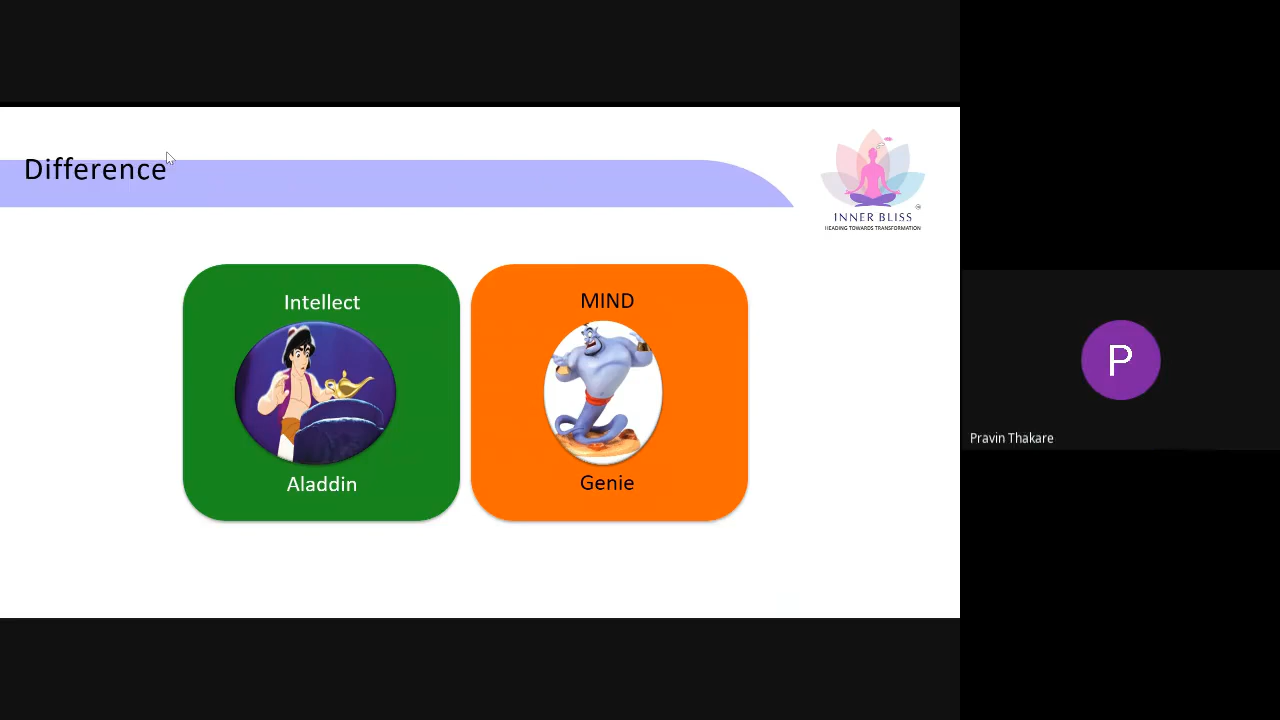 Difference
INNER BLISS
HEADING TOWARDS TRANSFORMATION
Intellect
Aladdin
MIND
Genie
P
Pravin Thakare